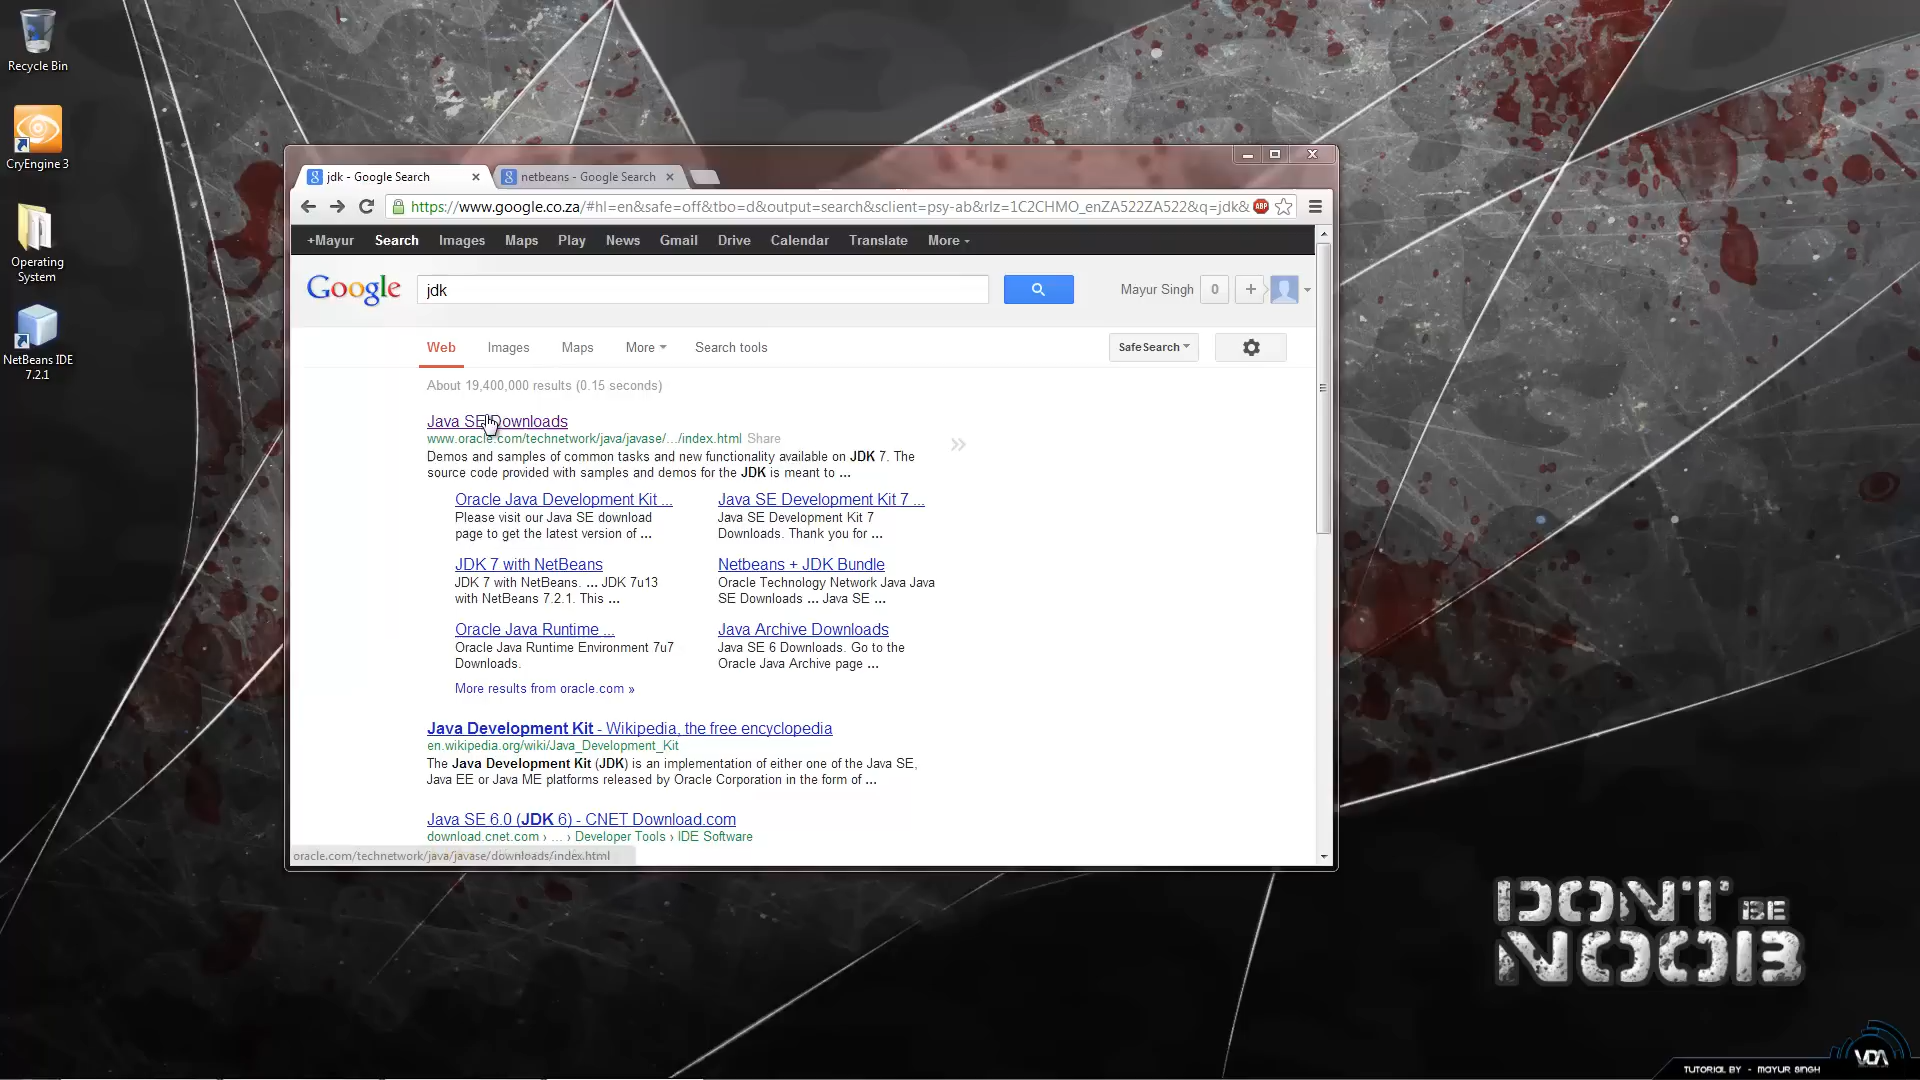 Recycle Bin
CryEngine 3
Operating
System
NetBeans IDE
7.2.1
jdk - Google Search
netbeans - Google Search
https://www.google.co.za/#hl=en&safe=off&tbo=d&output=search&sclient=psy-ab&rlz=1C2CHMO_enZA522ZA522&q=jdk&
ABP
+Mayur Search Images Maps Play News Gmail Drive Calendar Translate More
Google
jdk
Mayur Singh 0 +
Web Images Maps More Search tools
SafeSearch
About 19,400,000 results (0.15 seconds)
Java SE Downloads
www.oracle.com/technetwork/java/javase/.../index.html Share
Demos and samples of common tasks and new functionality available on JDK 7. The
source code provided with samples and demos for the JDK is meant to ...
Oracle Java Development Kit ...
Please visit our Java SE download
page to get the latest version of ...
Java SE Development Kit 7 ...
Java SE Development Kit 7
Downloads. Thank you for ...
JDK 7 with NetBeans
JDK 7 with NetBeans. ... JDK 7u13
with NetBeans 7.2.1. This ...
Netbeans + JDK Bundle
Oracle Technology Network Java Java
SE Downloads ... Java SE ...
Oracle Java Runtime ...
Oracle Java Runtime Environment 7u7
Downloads.
Java Archive Downloads
Java SE 6 Downloads. Go to the
Oracle Java Archive page ...
More results from oracle.com »
Java Development Kit - Wikipedia, the free encyclopedia
en.wikipedia.org/wiki/Java_Development_Kit
The Java Development Kit (JDK) is an implementation of either one of the Java SE,
Java EE or Java ME platforms released by Oracle Corporation in the form of ...
Java SE 6.0 (JDK 6) - CNET Download.com
download.cnet.com › ... › Developer Tools › IDE Software
oracle.com/technetwork/java/javase/downloads/index.html
DONT BE
NOOB
VDA
TUTORIAL BY - MAYUR SINGH